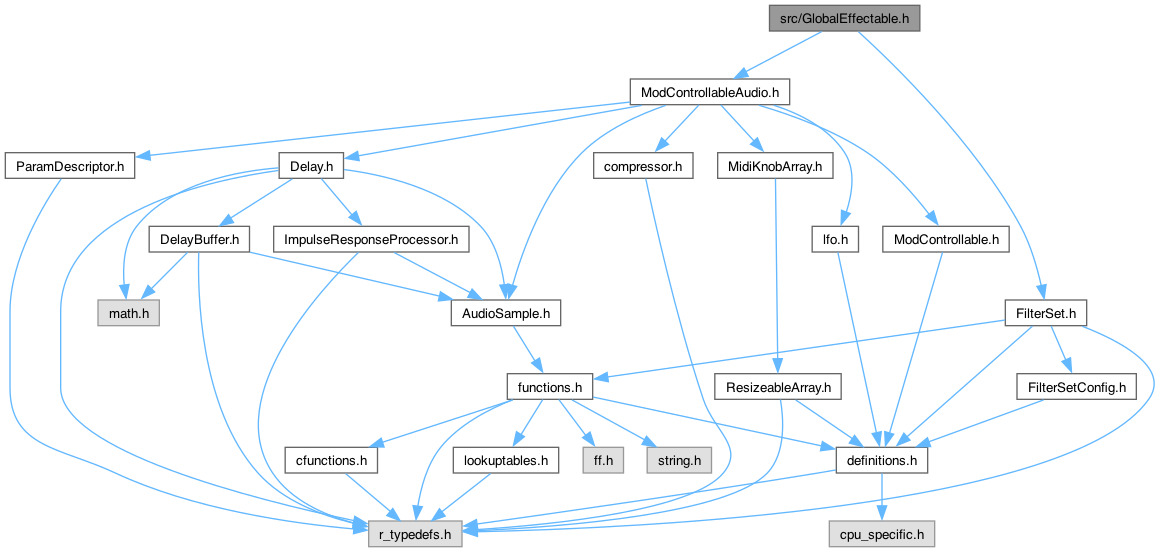 src/GlobalEffectable.h
ModControllableAudio.h
ParamDescriptor.h
Delay.h
compressor.h
MidiKnobArray.h
DelayBuffer.h
ImpulseResponseProcessor.h
lfo.h
ModControllable.h
math.h
AudioSample.h
FilterSet.h
functions.h
ResizeableArray.h
FilterSetConfig.h
cfunctions.h
lookuptables.h
ff.h
string.h
definitions.h
r_typedefs.h
cpu_specific.h